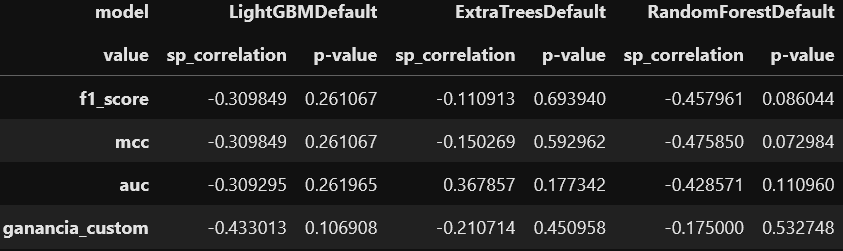 model LightGBMDefault ExtraTreesDefault RandomForestDefault
value sp_correlation p-value sp_correlation p-value sp_correlation p-value
f1_score -0.309849 0.261067 -0.110913 0.693940 -0.457961 0.086044
mcc -0.309849 0.261067 -0.150269 0.592962 -0.475850 0.072984
auc -0.309295 0.261965 0.367857 0.177342 -0.428571 0.110960
ganancia_custom -0.433013 0.106908 -0.210714 0.450958 -0.175000 0.532748